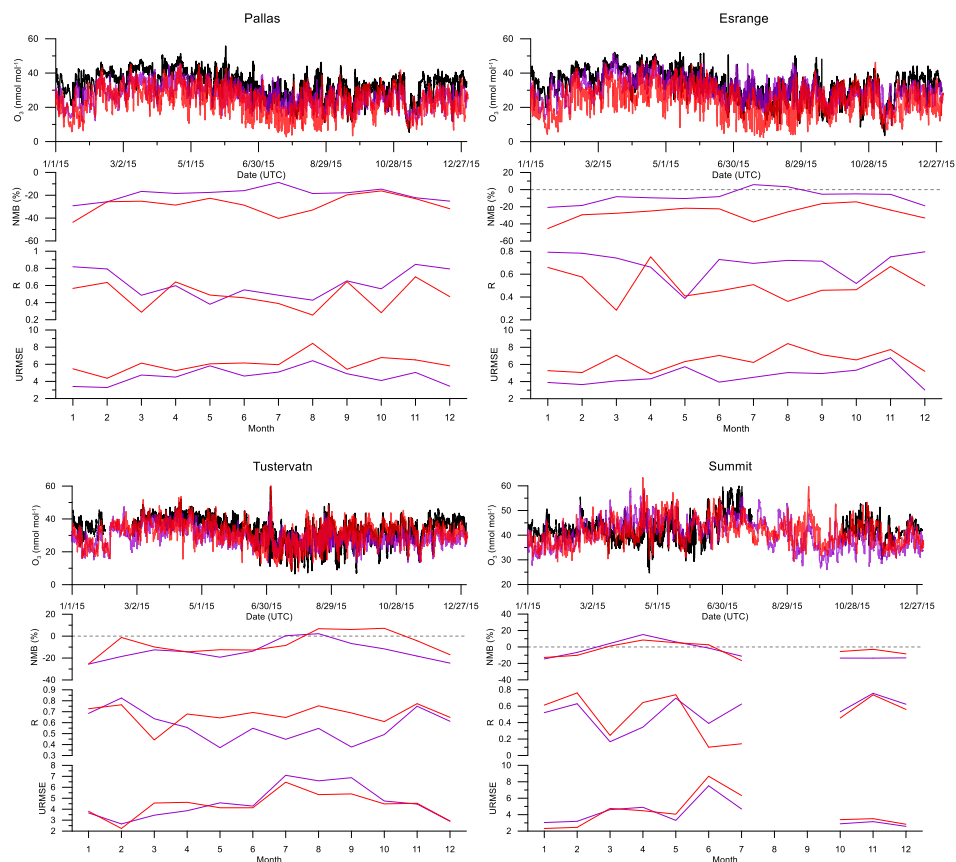 Pallas
O3 (nmol mol⁻¹)
60
40
20
0
1/1/15 3/2/15 5/1/15 6/30/15 8/29/15 10/28/15 12/27/15
Date (UTC)
NMB (%)
0
-20
-40
-60
R
1
0.8
0.6
0.4
0.2
URMSE
10
8
6
4
2
1 2 3 4 5 6 7 8 9 10 11 12
Month
Esrange
O3 (nmol mol⁻¹)
60
40
20
0
1/1/15 3/2/15 5/1/15 6/30/15 8/29/15 10/28/15 12/27/15
Date (UTC)
NMB (%)
20
0
-20
-40
-60
R
0.8
0.6
0.4
0.2
URMSE
10
8
6
4
2
1 2 3 4 5 6 7 8 9 10 11 12
Month
Tustervatn
O3 (nmol mol⁻¹)
60
40
20
0
1/1/15 3/2/15 5/1/15 6/30/15 8/29/15 10/28/15 12/27/15
Date (UTC)
NMB (%)
20
0
-20
-40
R
0.9
0.8
0.7
0.6
0.5
0.4
0.3
URMSE
8
7
6
5
4
3
2
1 2 3 4 5 6 7 8 9 10 11 12
Month
Summit
O3 (nmol mol⁻¹)
60
50
40
30
20
1/1/15 3/2/15 5/1/15 6/30/15 8/29/15 10/28/15 12/27/15
Date (UTC)
NMB (%)
40
20
0
-20
-40
R
0.8
0.6
0.4
0.2
0
URMSE
10
8
6
4
2
1 2 3 4 5 6 7 8 9 10 11 12
Month